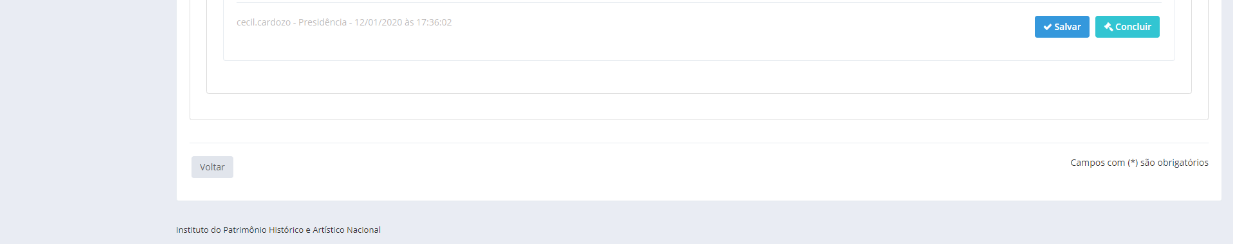 cecil.cardozo - Presidência - 12/01/2020 às 17:36:02
Salvar
Concluir
Voltar
Campos com (*) são obrigatórios
Instituto do Patrimônio Histórico e Artístico Nacional